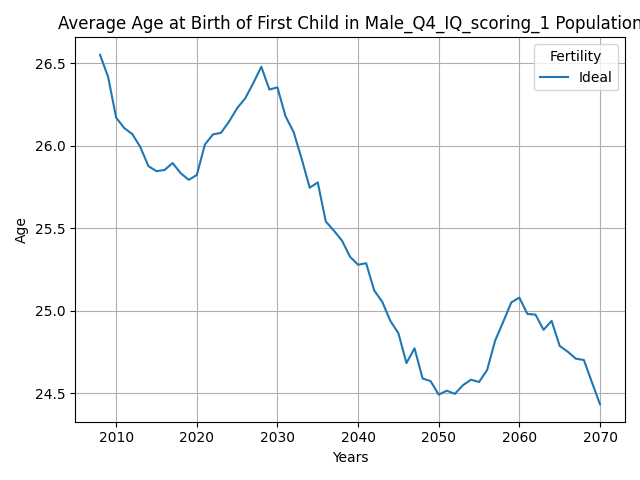 Average Age at Birth of First Child in Male_Q4_IQ_scoring_1 Population
Fertility
Ideal
26.5
26.0
25.5
25.0
24.5
Age
2010 2020 2030 2040 2050 2060 2070
Years